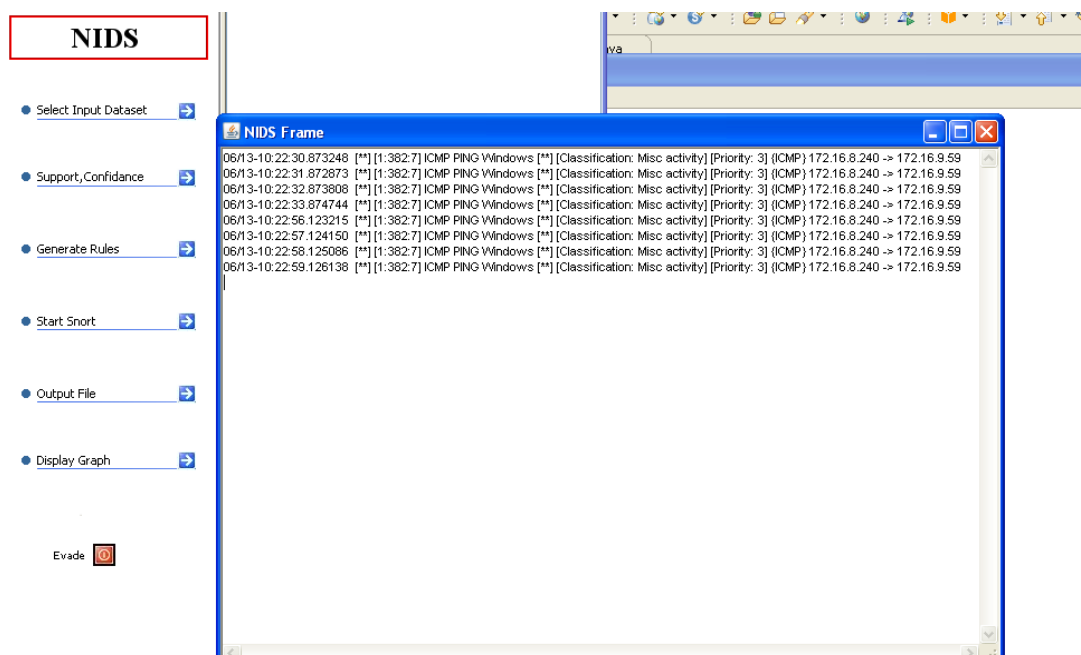 NIDS
Select Input Dataset
Support,Confidance
Generate Rules
Start Snort
Output File
Display Graph
Evade
NIDS Frame
06/13-10:22:30.873248 [**] [1:382:7] ICMP PING Windows [**] [Classification: Misc activity] [Priority: 3] {ICMP} 172.16.8.240 -> 172.16.9.59
06/13-10:22:31.872873 [**] [1:382:7] ICMP PING Windows [**] [Classification: Misc activity] [Priority: 3] {ICMP} 172.16.8.240 -> 172.16.9.59
06/13-10:22:32.873808 [**] [1:382:7] ICMP PING Windows [**] [Classification: Misc activity] [Priority: 3] {ICMP} 172.16.8.240 -> 172.16.9.59
06/13-10:22:33.874744 [**] [1:382:7] ICMP PING Windows [**] [Classification: Misc activity] [Priority: 3] {ICMP} 172.16.8.240 -> 172.16.9.59
06/13-10:22:56.123215 [**] [1:382:7] ICMP PING Windows [**] [Classification: Misc activity] [Priority: 3] {ICMP} 172.16.8.240 -> 172.16.9.59
06/13-10:22:57.124150 [**] [1:382:7] ICMP PING Windows [**] [Classification: Misc activity] [Priority: 3] {ICMP} 172.16.8.240 -> 172.16.9.59
06/13-10:22:58.125086 [**] [1:382:7] ICMP PING Windows [**] [Classification: Misc activity] [Priority: 3] {ICMP} 172.16.8.240 -> 172.16.9.59
06/13-10:22:59.126138 [**] [1:382:7] ICMP PING Windows [**] [Classification: Misc activity] [Priority: 3] {ICMP} 172.16.8.240 -> 172.16.9.59